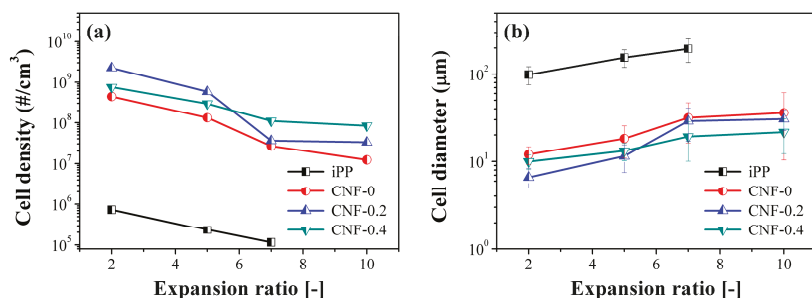 (a)
Cell density (#/cm³)
10¹⁰
10⁹
10⁸
10⁷
10⁶
10⁵
2 4 6 8 10
Expansion ratio [-]
iPP
CNF-0
CNF-0.2
CNF-0.4
(b)
Cell diameter (μm)
10²
10¹
10⁰
2 4 6 8 10
Expansion ratio [-]
iPP
CNF-0
CNF-0.2
CNF-0.4